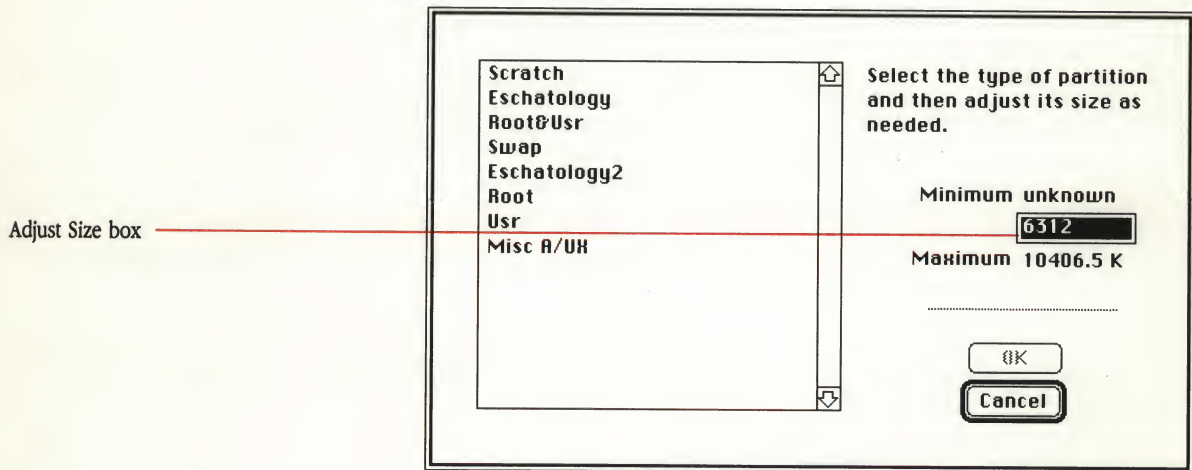 Scratch
Eschatology
Root&Usr
Swap
Eschatology2
Root
Usr
Misc A/UX
Select the type of partition
and then adjust its size as
needed.
Minimum unknown
6312
Maximum 10406.5 K
OK
Cancel
Adjust Size box